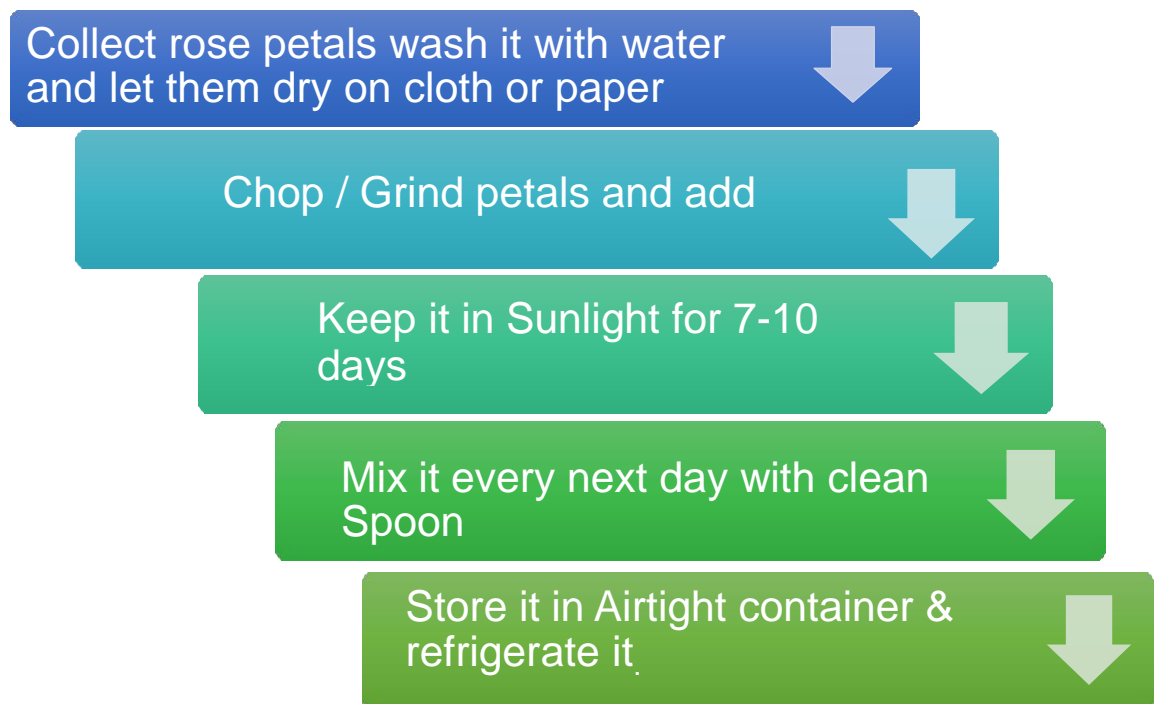 Collect rose petals wash it with water
and let them dry on cloth or paper
Chop / Grind petals and add
Keep it in Sunlight for 7-10
days
Mix it every next day with clean
Spoon
Store it in Airtight container &
refrigerate it.